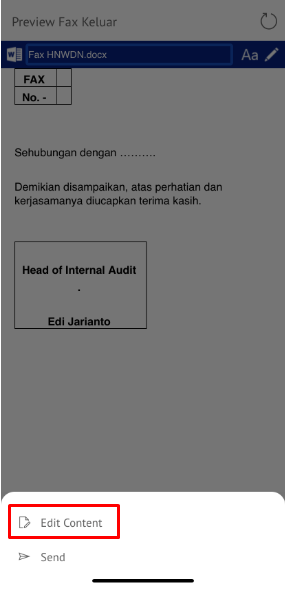 Preview Fax Keluar
Fax HNWDN.docx
Aa
FAX
No. -
Sehubungan dengan ……….
Demikian disampaikan, atas perhatian dan
kerjasamanya diucapkan terima kasih.
Head of Internal Audit
.
Edi Jarianto
Edit Content
Send